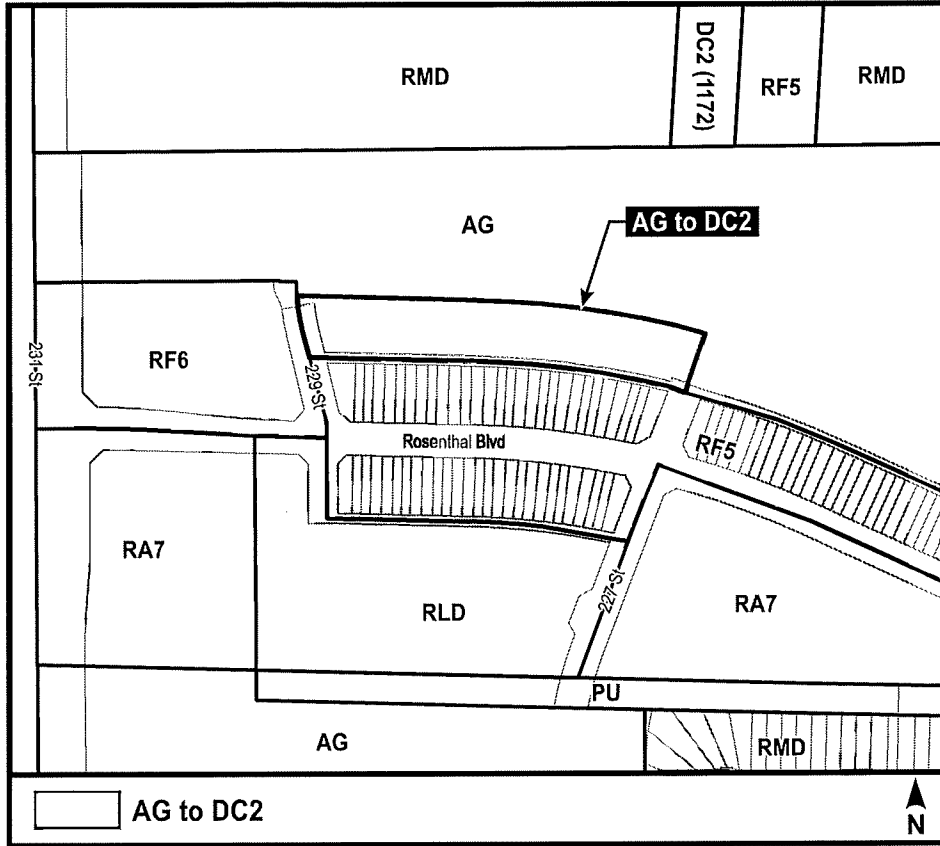 RMD
DC2 (1172)
RF5
RMD
AG
AG to DC2
RF6
231 St
229 St
Rosenthal Blvd
RF5
RA7
RLD
227 St
RA7
PU
AG
RMD
AG to DC2
N